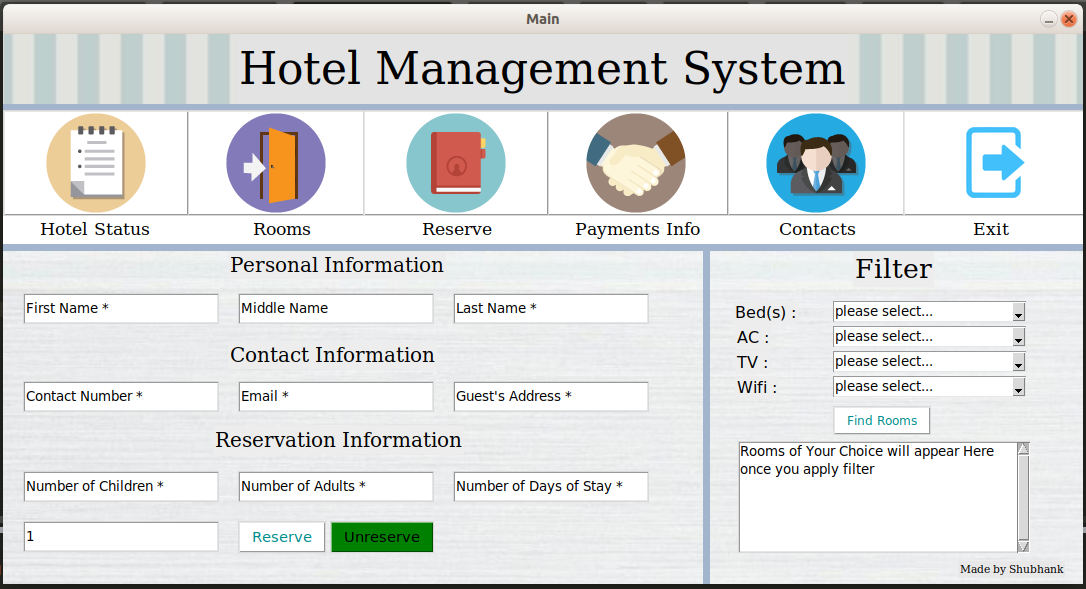 Main
Hotel Management System
Hotel Status
Rooms
Reserve
Payments Info
Contacts
Exit
Personal Information
First Name *
Middle Name
Last Name *
Contact Information
Contact Number *
Email *
Guest's Address *
Reservation Information
Number of Children *
Number of Adults *
Number of Days of Stay *
1
Reserve
Unreserve
Filter
Bed(s) :
please select...
AC :
please select...
TV :
please select...
Wifi :
please select...
Find Rooms
Rooms of Your Choice will appear Here
once you apply filter
Made by Shubhank